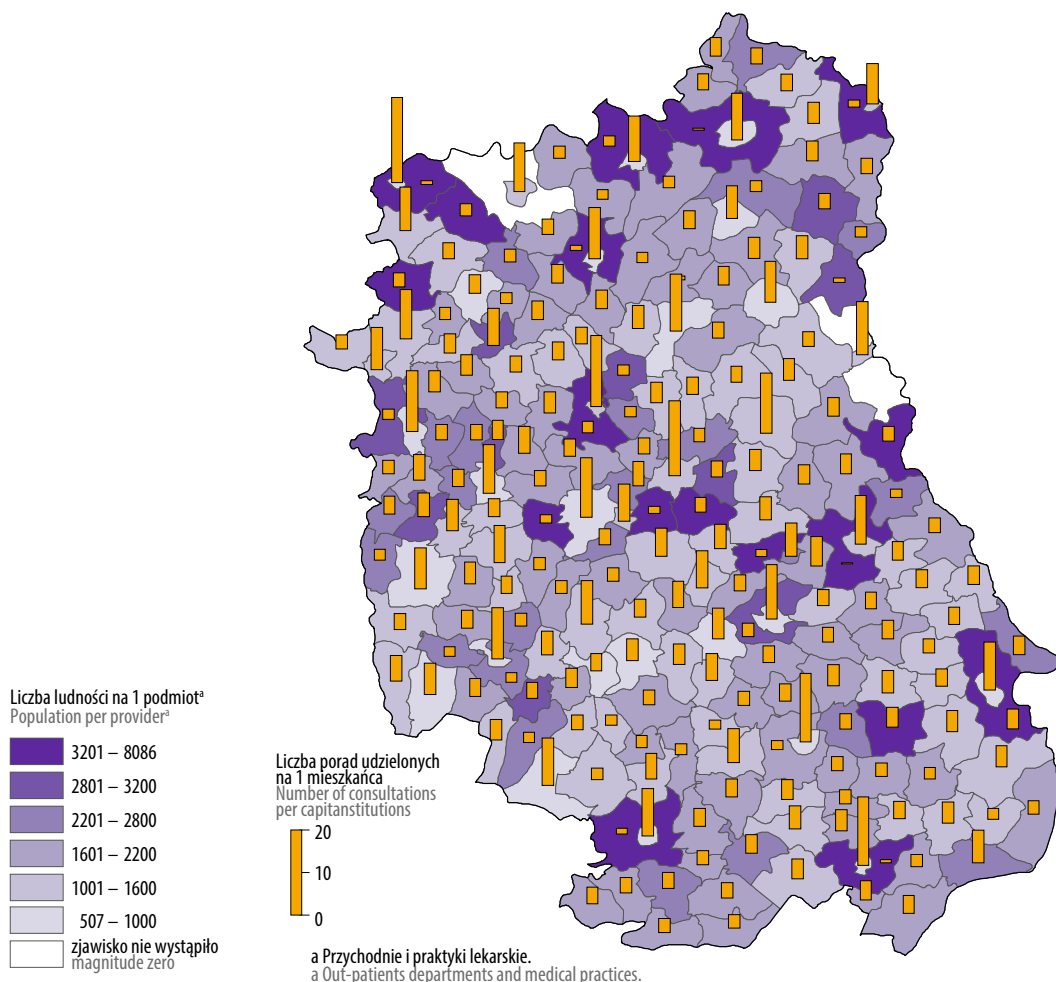 Liczba ludności na 1 podmiotᵃ
Population per providerᵃ
3201 – 8086
2801 – 3200
2201 – 2800
1601 – 2200
1001 – 1600
507 – 1000
zjawisko nie wystąpiło
magnitude zero
Liczba porad udzielonych
na 1 mieszkańca
Number of consultations
per capitanstitutions
20
10
0
a Przychodnie i praktyki lekarskie.
a Out-patients departments and medical practices.